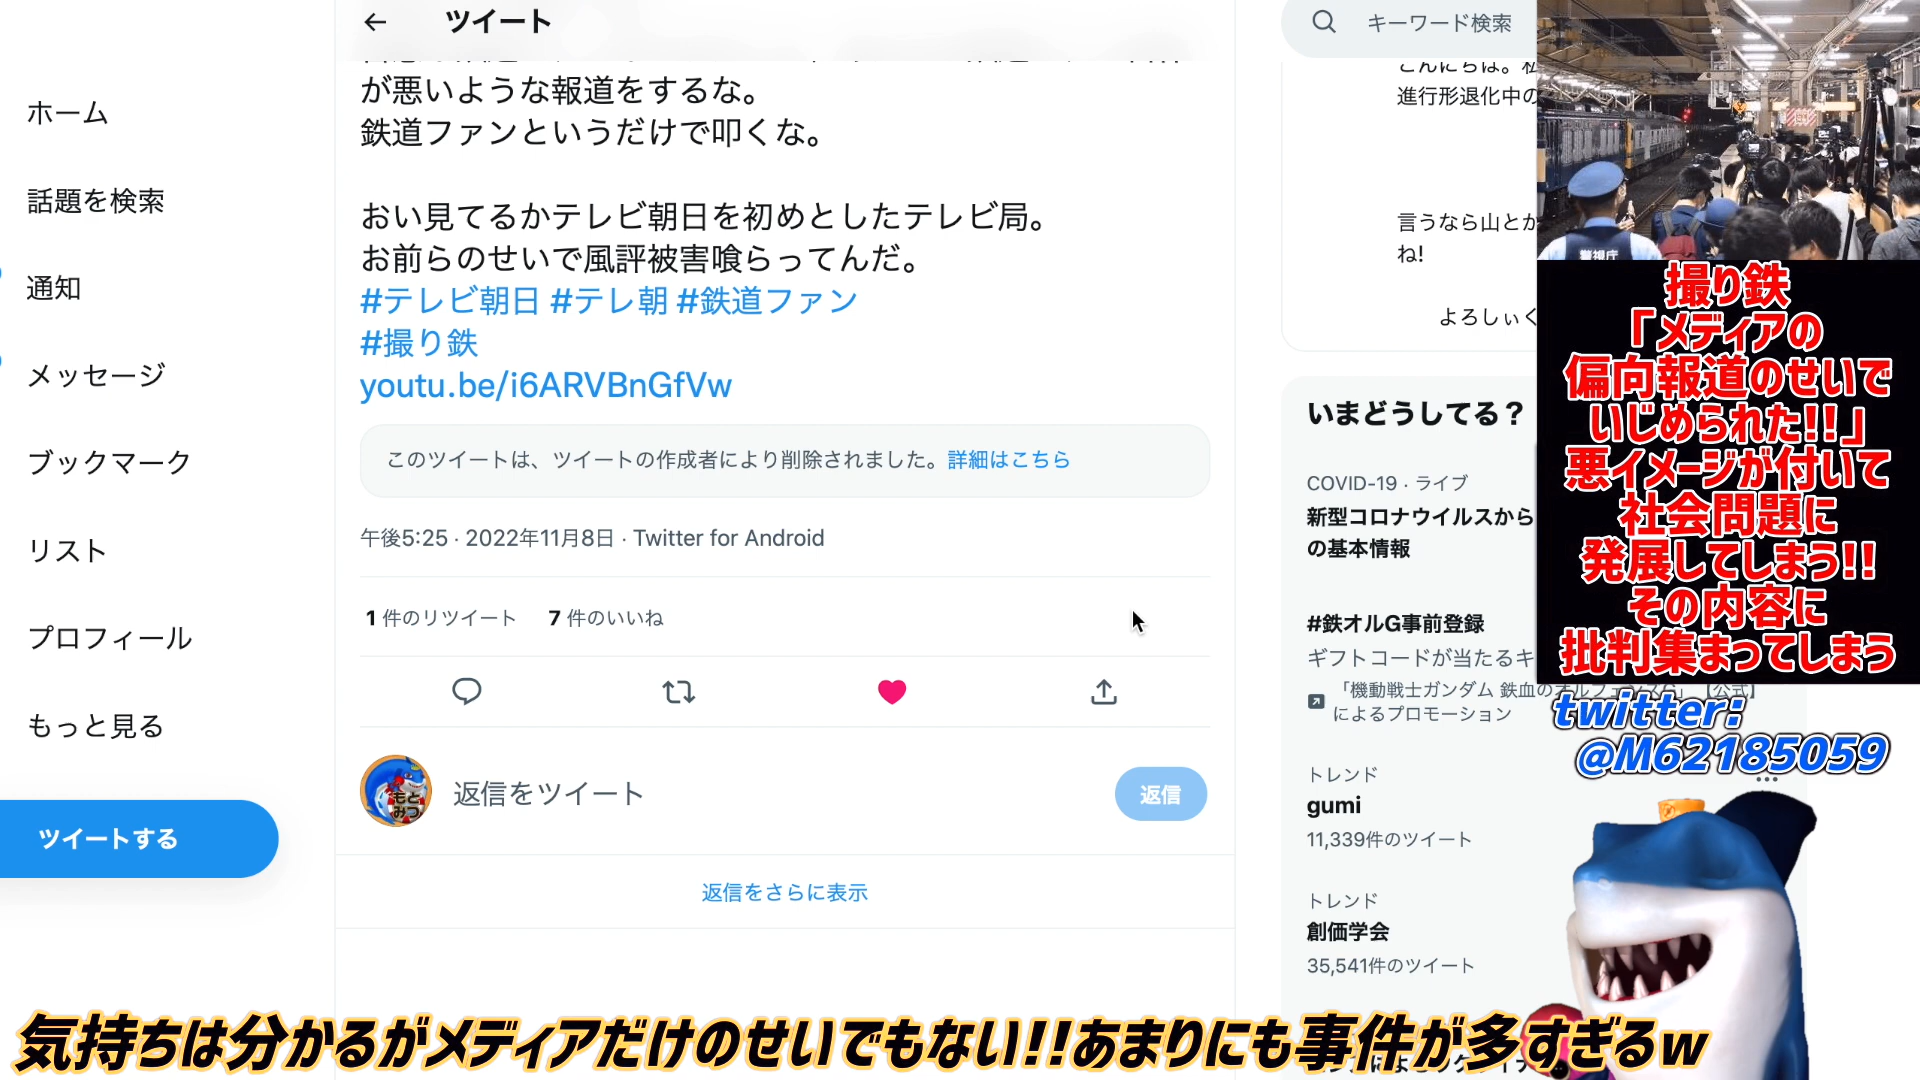 ツイート
が悪いような報道をするな。
鉄道ファンというだけで叩くな。
おい見てるかテレビ朝日を初めとしたテレビ局。
お前らのせいで風評被害喰らってんだ。
#テレビ朝日 #テレ朝 #鉄道ファン
#撮り鉄
youtu.be/i6ARVBnGfVw
このツイートは、ツイートの作成者により削除されました。詳細はこちら
午後5:25 · 2022年11月8日 · Twitter for Android
1 件のリツイート 7 件のいいね
返信をツイート
返信
返信をさらに表示
ホーム
話題を検索
通知
メッセージ
ブックマーク
リスト
プロフィール
もっと見る
ツイートする
キーワード検索
こんにちは。私
進行形退化中の
言うなら山とか
ね!
よろしぃく
いまどうしてる？
COVID-19 · ライブ
新型コロナウイルスから
の基本情報
#鉄オルG事前登録
ギフトコードが当たるキ
「機動戦士ガンダム 鉄血のオルフェンズG」【公式】
によるプロモーション
トレンド
gumi
11,339件のツイート
トレンド
創価学会
35,541件のツイート
警視庁
撮り鉄
「メディアの
偏向報道のせいで
いじめられた!!」
悪イメージが付いて
社会問題に
発展してしまう!!
その内容に
批判集まってしまう
twitter:
@M62185059
もと
みつ
気持ちは分かるがメディアだけのせいでもない!!あまりにも事件が多すぎるw